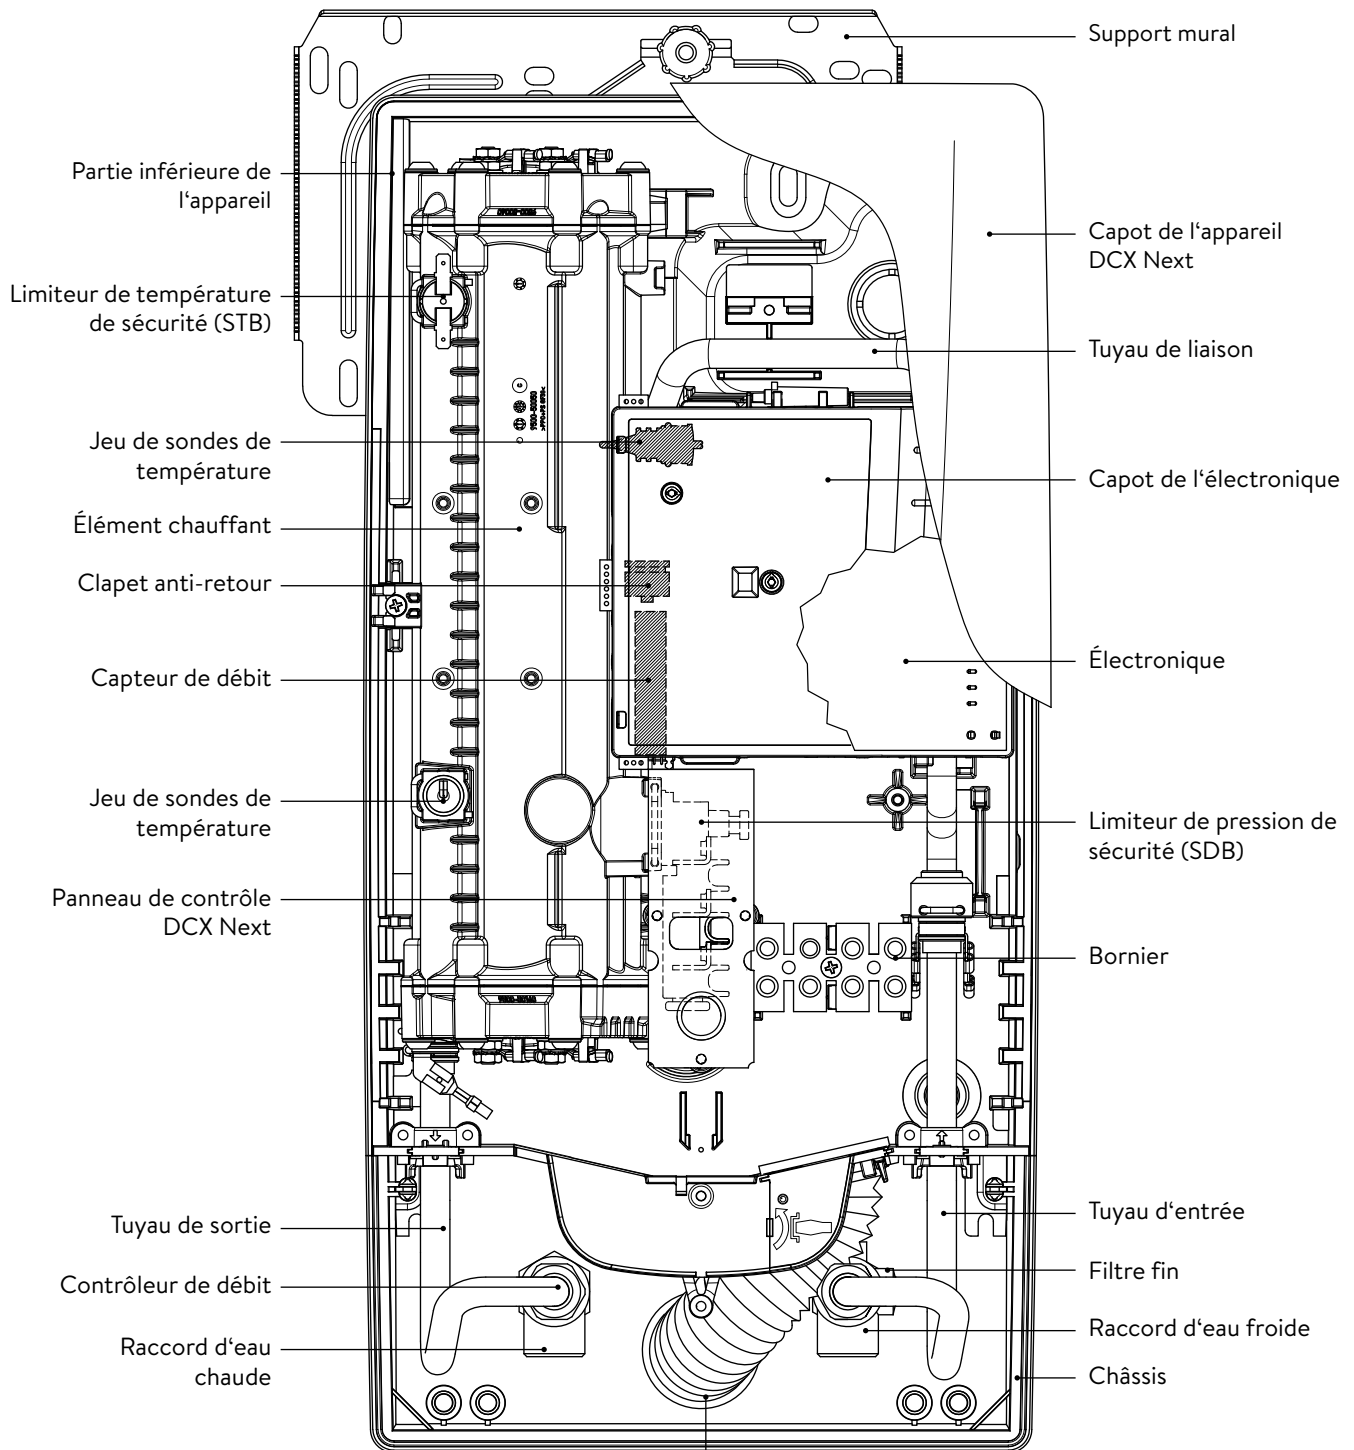 Support mural
Partie inférieure de
l‘appareil
Capot de l‘appareil
DCX Next
Limiteur de température
de sécurité (STB)
Tuyau de liaison
Jeu de sondes de
température
Capot de l‘électronique
Élément chauffant
Clapet anti-retour
Électronique
Capteur de débit
Jeu de sondes de
température
Limiteur de pression de
sécurité (SDB)
Panneau de contrôle
DCX Next
Bornier
Tuyau de sortie
Tuyau d‘entrée
Contrôleur de débit
Filtre fin
Raccord d‘eau
chaude
Raccord d‘eau froide
Châssis